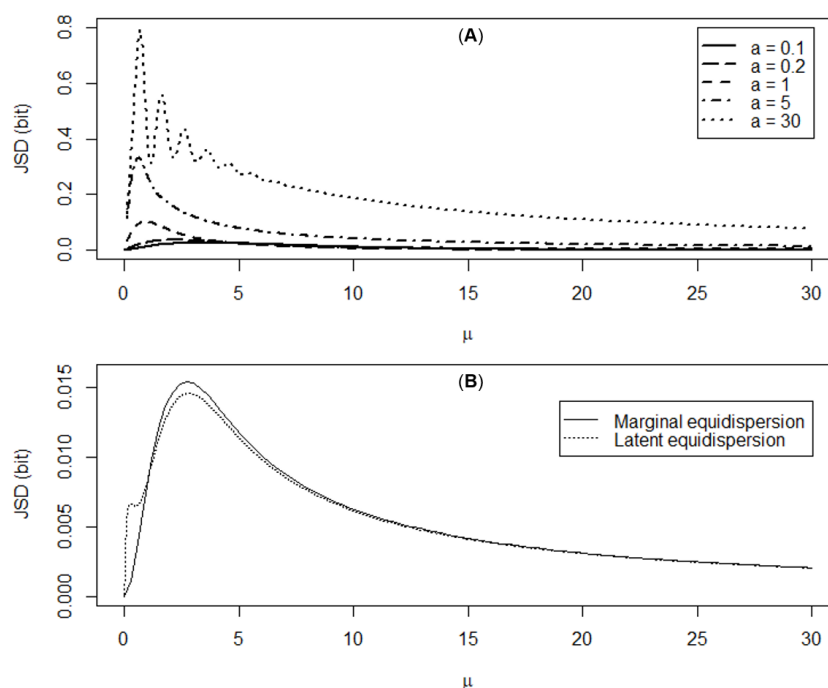 (A)
JSD (bit)
0.8
0.6
0.4
0.2
0.0
a = 0.1
a = 0.2
a = 1
a = 5
a = 30
0 5 10 15 20 25 30
μ
(B)
JSD (bit)
0.015
0.010
0.005
0.000
Marginal equidispersion
Latent equidispersion
0 5 10 15 20 25 30
μ